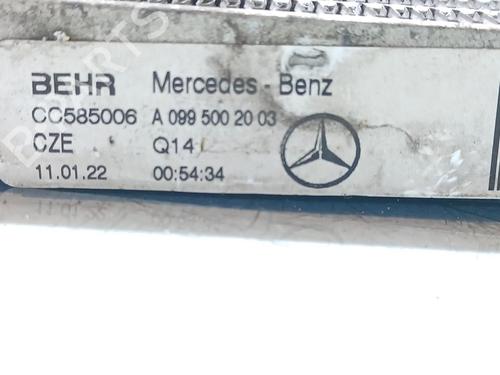 BEHR Mercedes - Benz
CC585006 A 099 500 20 03
CZE Q14
11.01.22 00:54:34